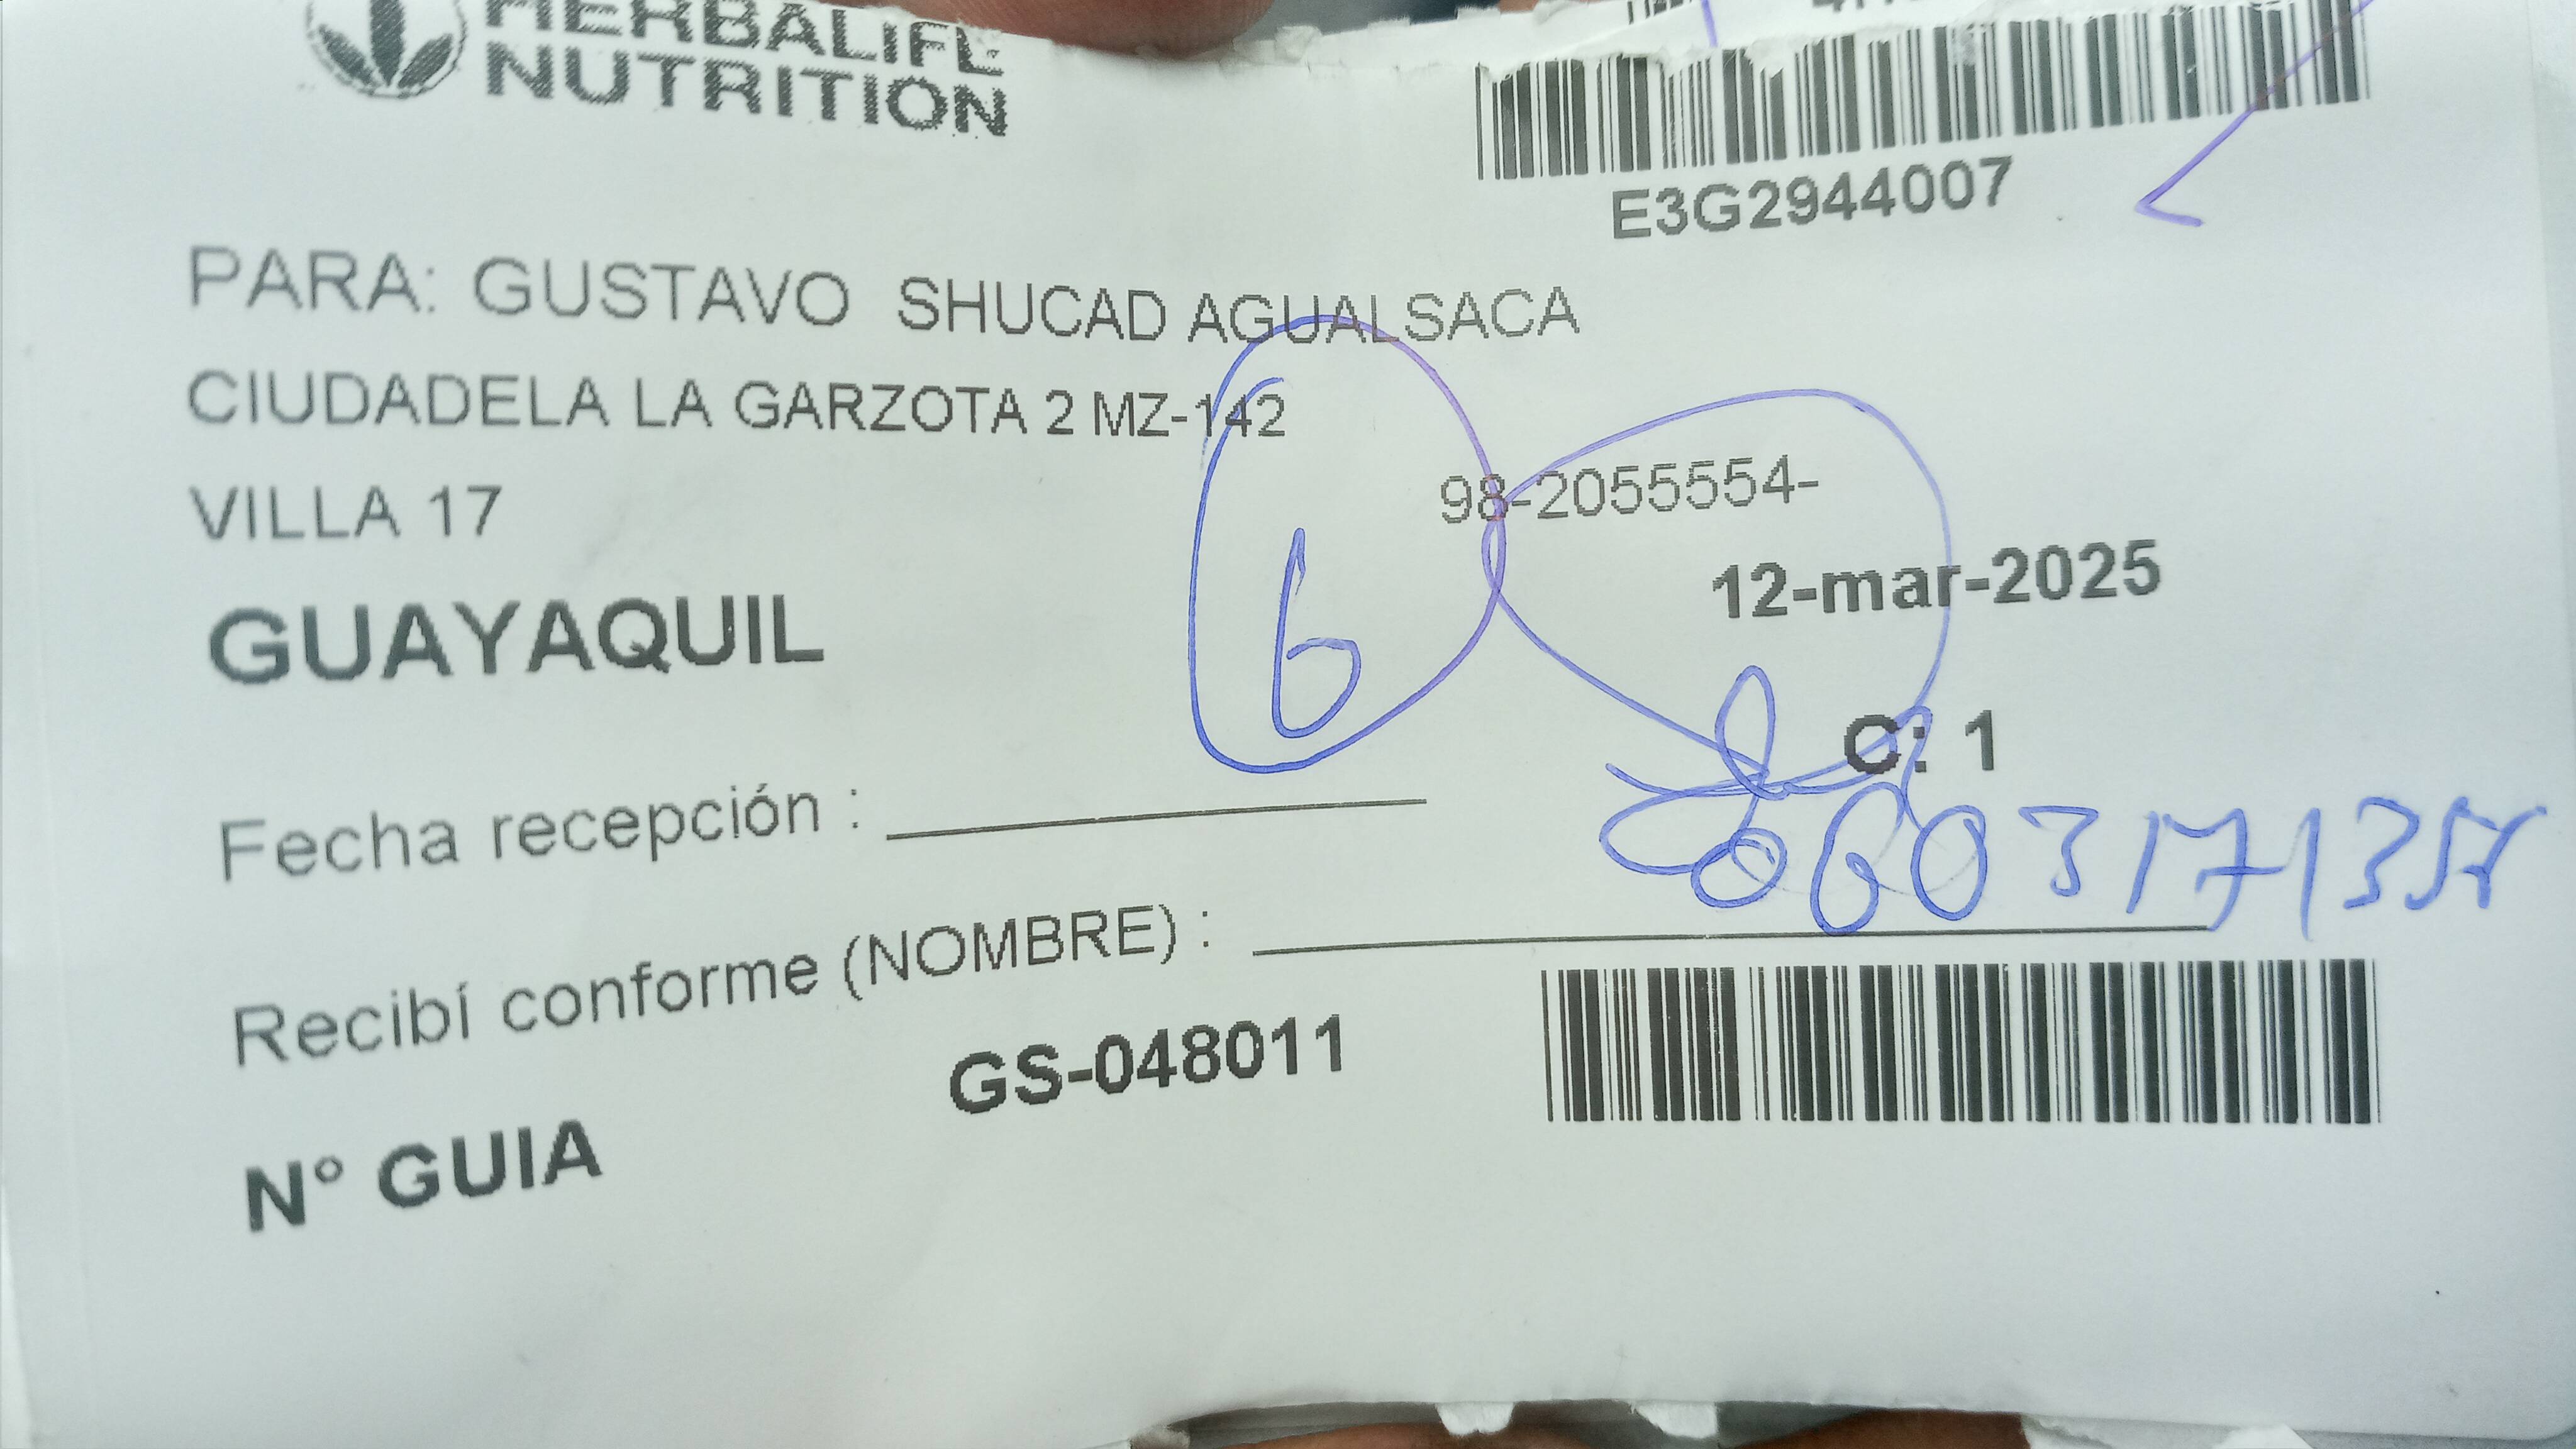 HERBALIFE
NUTRITION
E3G2944007
PARA: GUSTAVO SHUCAD AGUALSACA
CIUDADELA LA GARZOTA 2 MZ-142
98-2055554-
VILLA 17
12-mar-2025
GUAYAQUIL
6
C: 1
Fecha recepción :
Recibí conforme (NOMBRE) :
GS-048011
N° GUIA